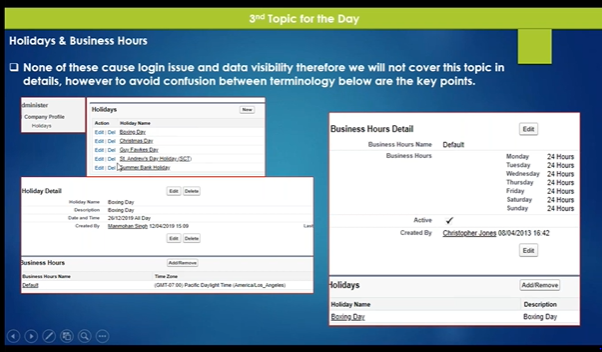 3rd Topic for the Day
Holidays & Business Hours
❑ None of these cause login issue and data visibility therefore we will not cover this topic in
details, however to avoid confusion between terminology below are the key points.
dminister
Company Profile
Holidays
Holidays
New
Action Holiday Name
Edit | Del Boxing Day
Edit | Del Christmas Day
Edit | Del Guy Fawkes Day
Edit | Del St. Andrew's Day Holiday (SCT)
Edit | Del Summer Bank Holiday
Holiday Detail
Edit Delete
Holiday Name Boxing Day
Description Boxing Day
Date and Time 26/12/2019 All Day
Created By Manmohan Singh 12/04/2019 15:09
Last
Edit Delete
Business Hours
Add/Remove
Business Hours Name Time Zone
Default (GMT-07:00) Pacific Daylight Time (America/Los_Angeles)
Business Hours Detail
Edit
Business Hours Name Default
Business Hours Monday 24 Hours
Tuesday 24 Hours
Wednesday 24 Hours
Thursday 24 Hours
Friday 24 Hours
Saturday 24 Hours
Sunday 24 Hours
Active ✓
Created By Christopher Jones 08/04/2013 16:42
Edit
Holidays
Add/Remove
Holiday Name Description
Boxing Day Boxing Day